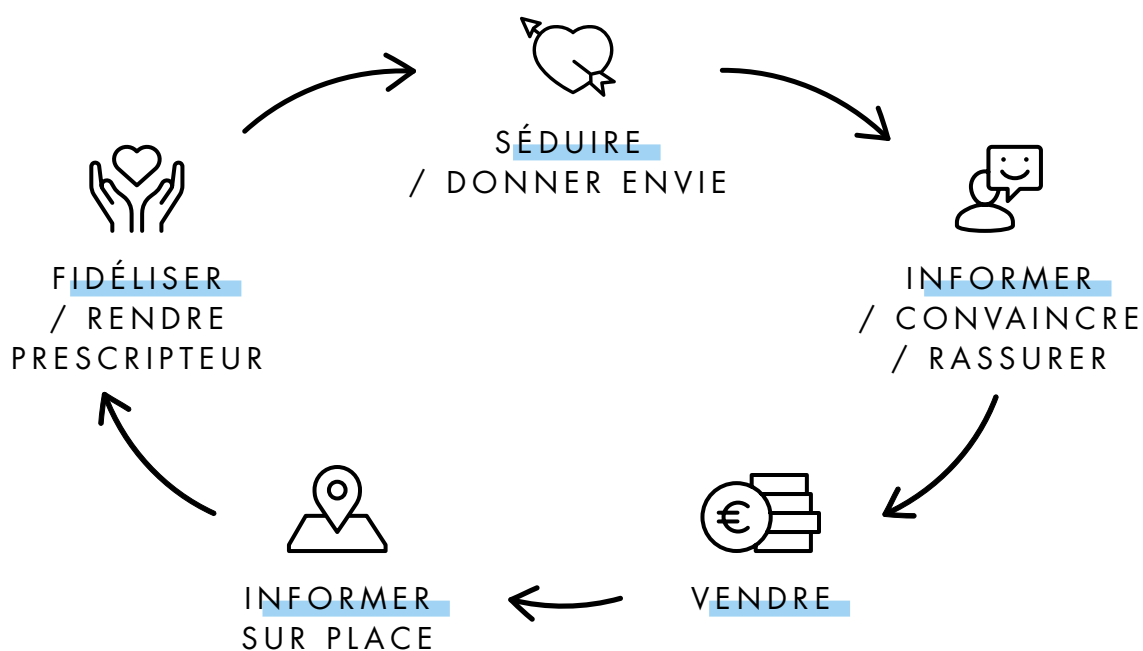 SÉDUIRE
/ DONNER ENVIE
INFORMER
/ CONVAINCRE
/ RASSURER
€
VENDRE
INFORMER
SUR PLACE
FIDÉLISER
/ RENDRE
PRESCRIPTEUR